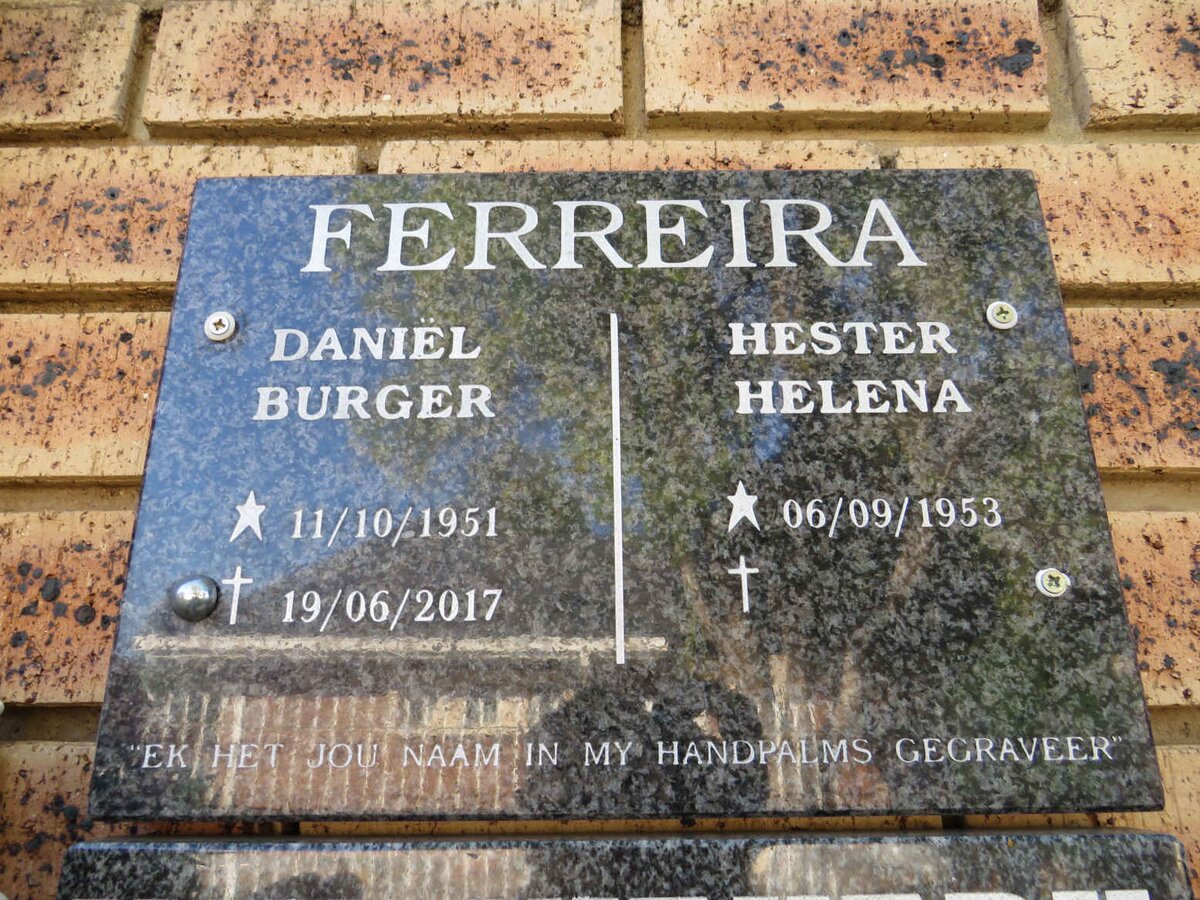 FERREIRA
DANIËL
BURGER
11/10/1951
19/06/2017
HESTER
HELENA
06/09/1953
"EK HET JOU NAAM IN MY HANDPALMS GEGRAVEER"